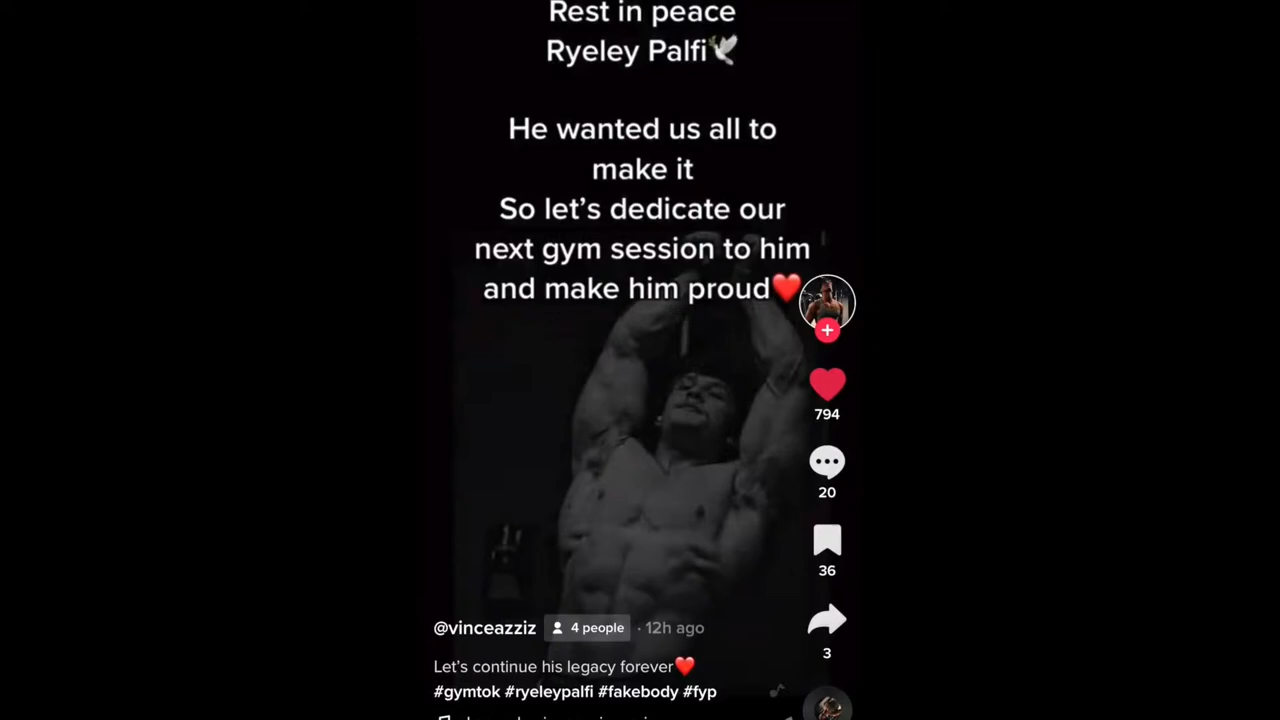 Rest in peace
Ryeley Palfi🕊️
He wanted us all to
make it
So let's dedicate our
next gym session to him
and make him proud❤️
794
20
36
3
@vinceazziz 4 people · 12h ago
Let's continue his legacy forever❤️
#gymtok #ryeleypalfi #fakebody #fyp